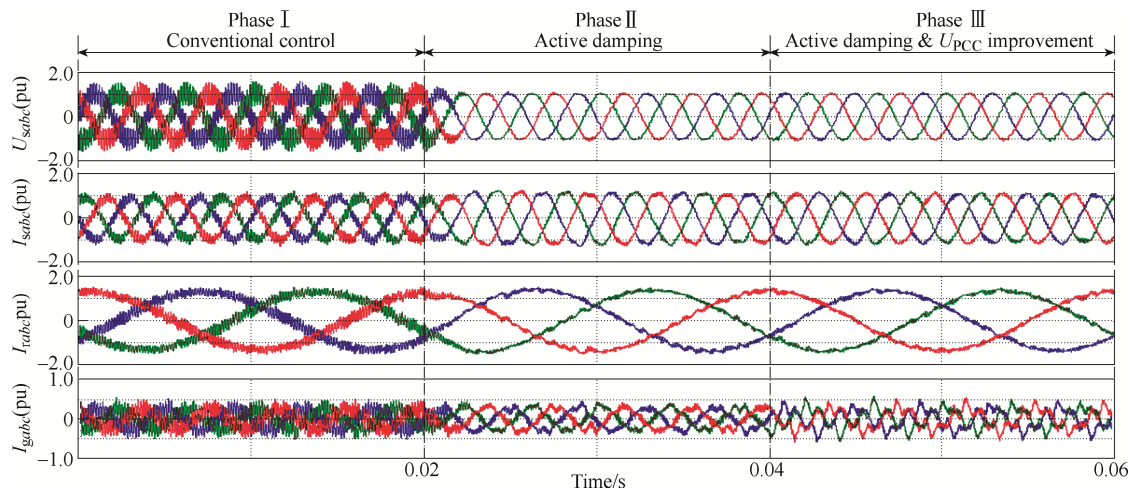 Phase Ⅰ Phase Ⅱ Phase Ⅲ
Conventional control Active damping Active damping & UPCC improvement
2.0
0
−2.0
Usabc(pu)
2.0
0
−2.0
Isabc(pu)
2.0
0
−2.0
Irabcpu)
1.0
0
−1.0
Igabc(pu)
0.02 0.04 0.06
Time/s